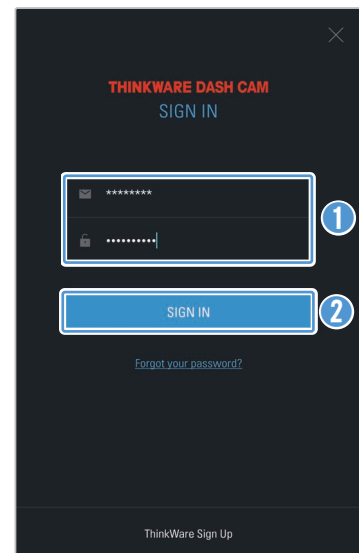 THINKWARE DASH CAM
SIGN IN
********
••••••••••
1
SIGN IN
2
Forgot your password?
ThinkWare Sign Up